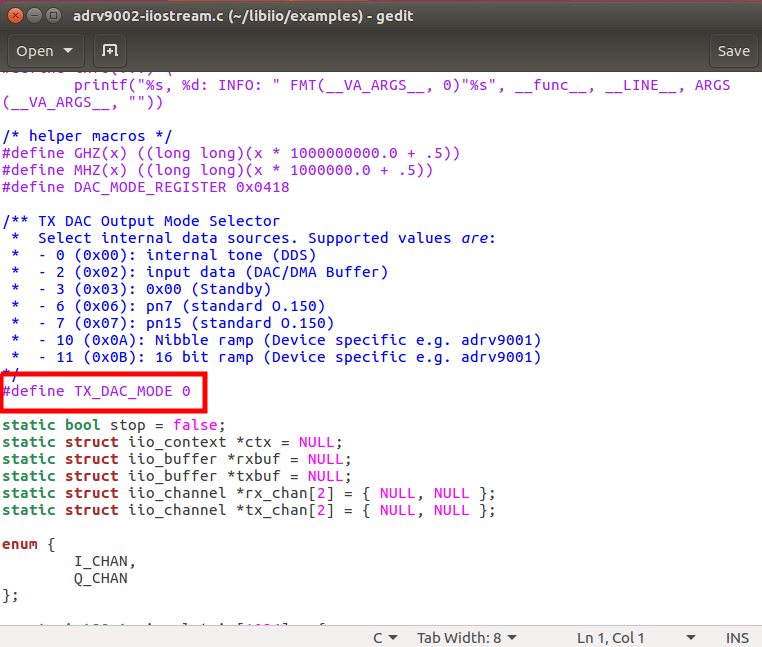 adrv9002-iiostream.c (~/libiio/examples) - gedit
Open
Save
printf("%s, %d: INFO: " FMT(__VA_ARGS__, 0)"%s", __func__, __LINE__, ARGS
(__VA_ARGS__, ""))
/* helper macros */
#define GHZ(x) ((long long)(x * 1000000000.0 + .5))
#define MHZ(x) ((long long)(x * 1000000.0 + .5))
#define DAC_MODE_REGISTER 0x0418
/** TX DAC Output Mode Selector
 *  Select internal data sources. Supported values are:
 *  - 0 (0x00): internal tone (DDS)
 *  - 2 (0x02): input data (DAC/DMA Buffer)
 *  - 3 (0x03): 0x00 (Standby)
 *  - 6 (0x06): pn7 (standard O.150)
 *  - 7 (0x07): pn15 (standard O.150)
 *  - 10 (0x0A): Nibble ramp (Device specific e.g. adrv9001)
 *  - 11 (0x0B): 16 bit ramp (Device specific e.g. adrv9001)
*/
#define TX_DAC_MODE 0
static bool stop = false;
static struct iio_context *ctx = NULL;
static struct iio_buffer *rxbuf = NULL;
static struct iio_buffer *txbuf = NULL;
static struct iio_channel *rx_chan[2] = { NULL, NULL };
static struct iio_channel *tx_chan[2] = { NULL, NULL };
enum {
        I_CHAN,
        Q_CHAN
};
C
Tab Width: 8
Ln 1, Col 1
INS